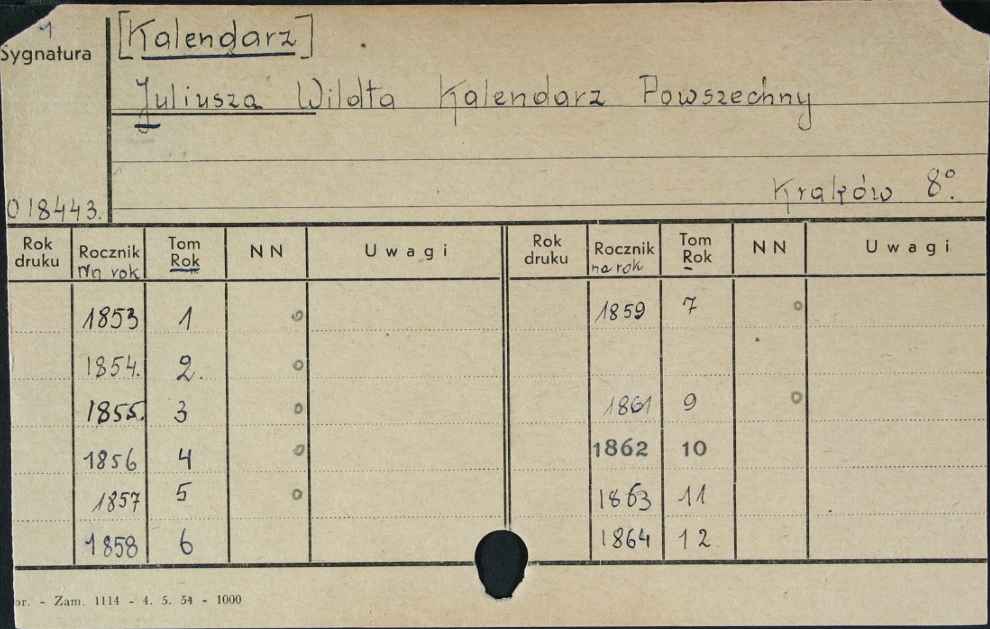 1
Sygnatura
[Kalendarz]
Juliusza Wildta Kalendarz Powszechny
Kraków 8°.
018443.
Rok druku Rocznik Na rok Tom Rok NN Uwagi Rok druku Rocznik na rok Tom Rok NN Uwagi
1853 1 o 1859 7 o
1854. 2. o
1855. 3 o 1861 9 o
1856 4 o 1862 10
1857 5 o 1863 11
1858 6 1864 12
or. - Zam. 1114 - 4. 5. 54 - 1000